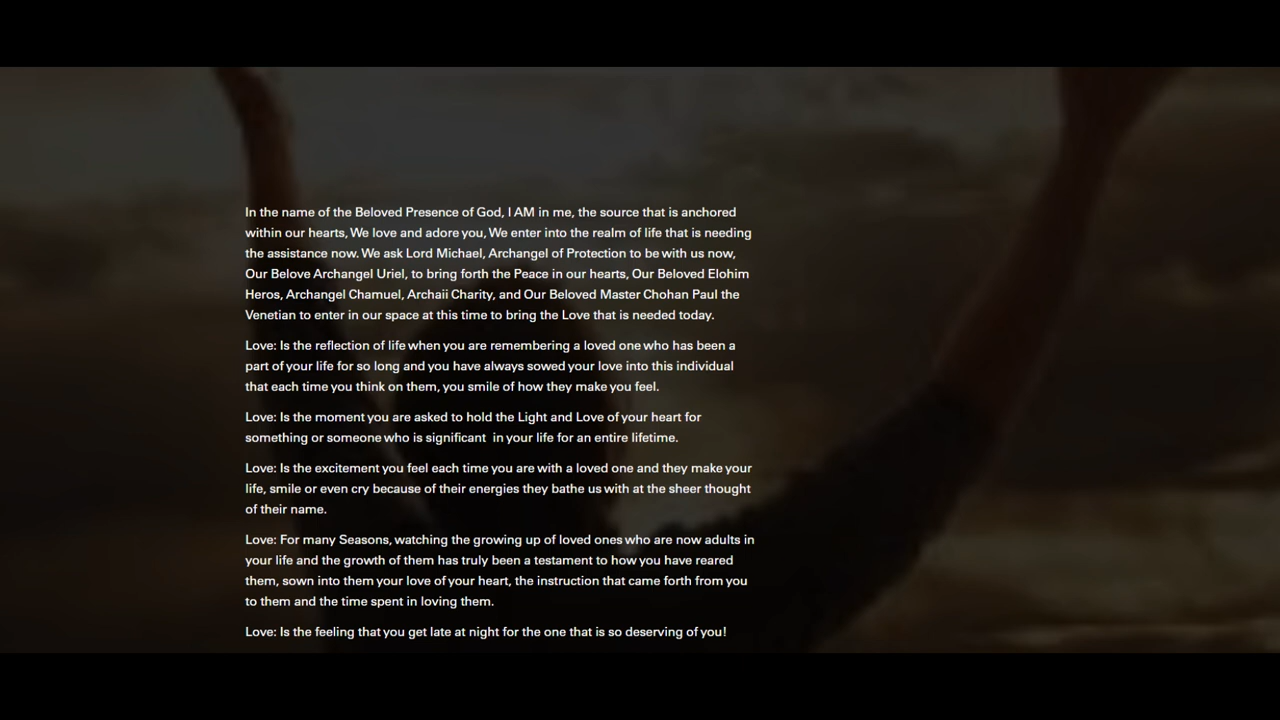 In the name of the Beloved Presence of God, I AM in me, the source that is anchored
within our hearts, We love and adore you, We enter into the realm of life that is needing
the assistance now. We ask Lord Michael, Archangel of Protection to be with us now,
Our Belove Archangel Uriel, to bring forth the Peace in our hearts, Our Beloved Elohim
Heros, Archangel Chamuel, Archaii Charity, and Our Beloved Master Chohan Paul the
Venetian to enter in our space at this time to bring the Love that is needed today.
Love: Is the reflection of life when you are remembering a loved one who has been a
part of your life for so long and you have always sowed your love into this individual
that each time you think on them, you smile of how they make you feel.
Love: Is the moment you are asked to hold the Light and Love of your heart for
something or someone who is significant  in your life for an entire lifetime.
Love: Is the excitement you feel each time you are with a loved one and they make your
life, smile or even cry because of their energies they bathe us with at the sheer thought
of their name.
Love: For many Seasons, watching the growing up of loved ones who are now adults in
your life and the growth of them has truly been a testament to how you have reared
them, sown into them your love of your heart, the instruction that came forth from you
to them and the time spent in loving them.
Love: Is the feeling that you get late at night for the one that is so deserving of you!